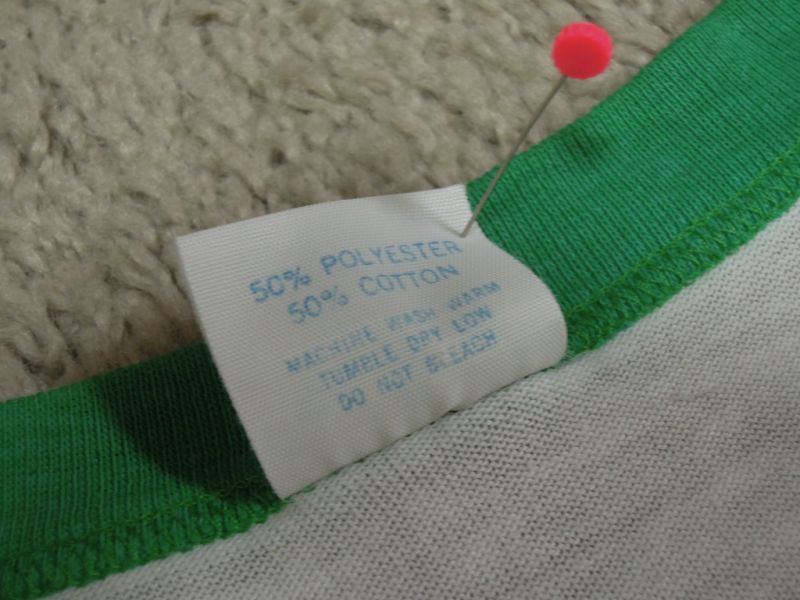 50% POLYESTER
50% COTTON
MACHINE WASH WARM
TUMBLE DRY LOW
DO NOT BLEACH